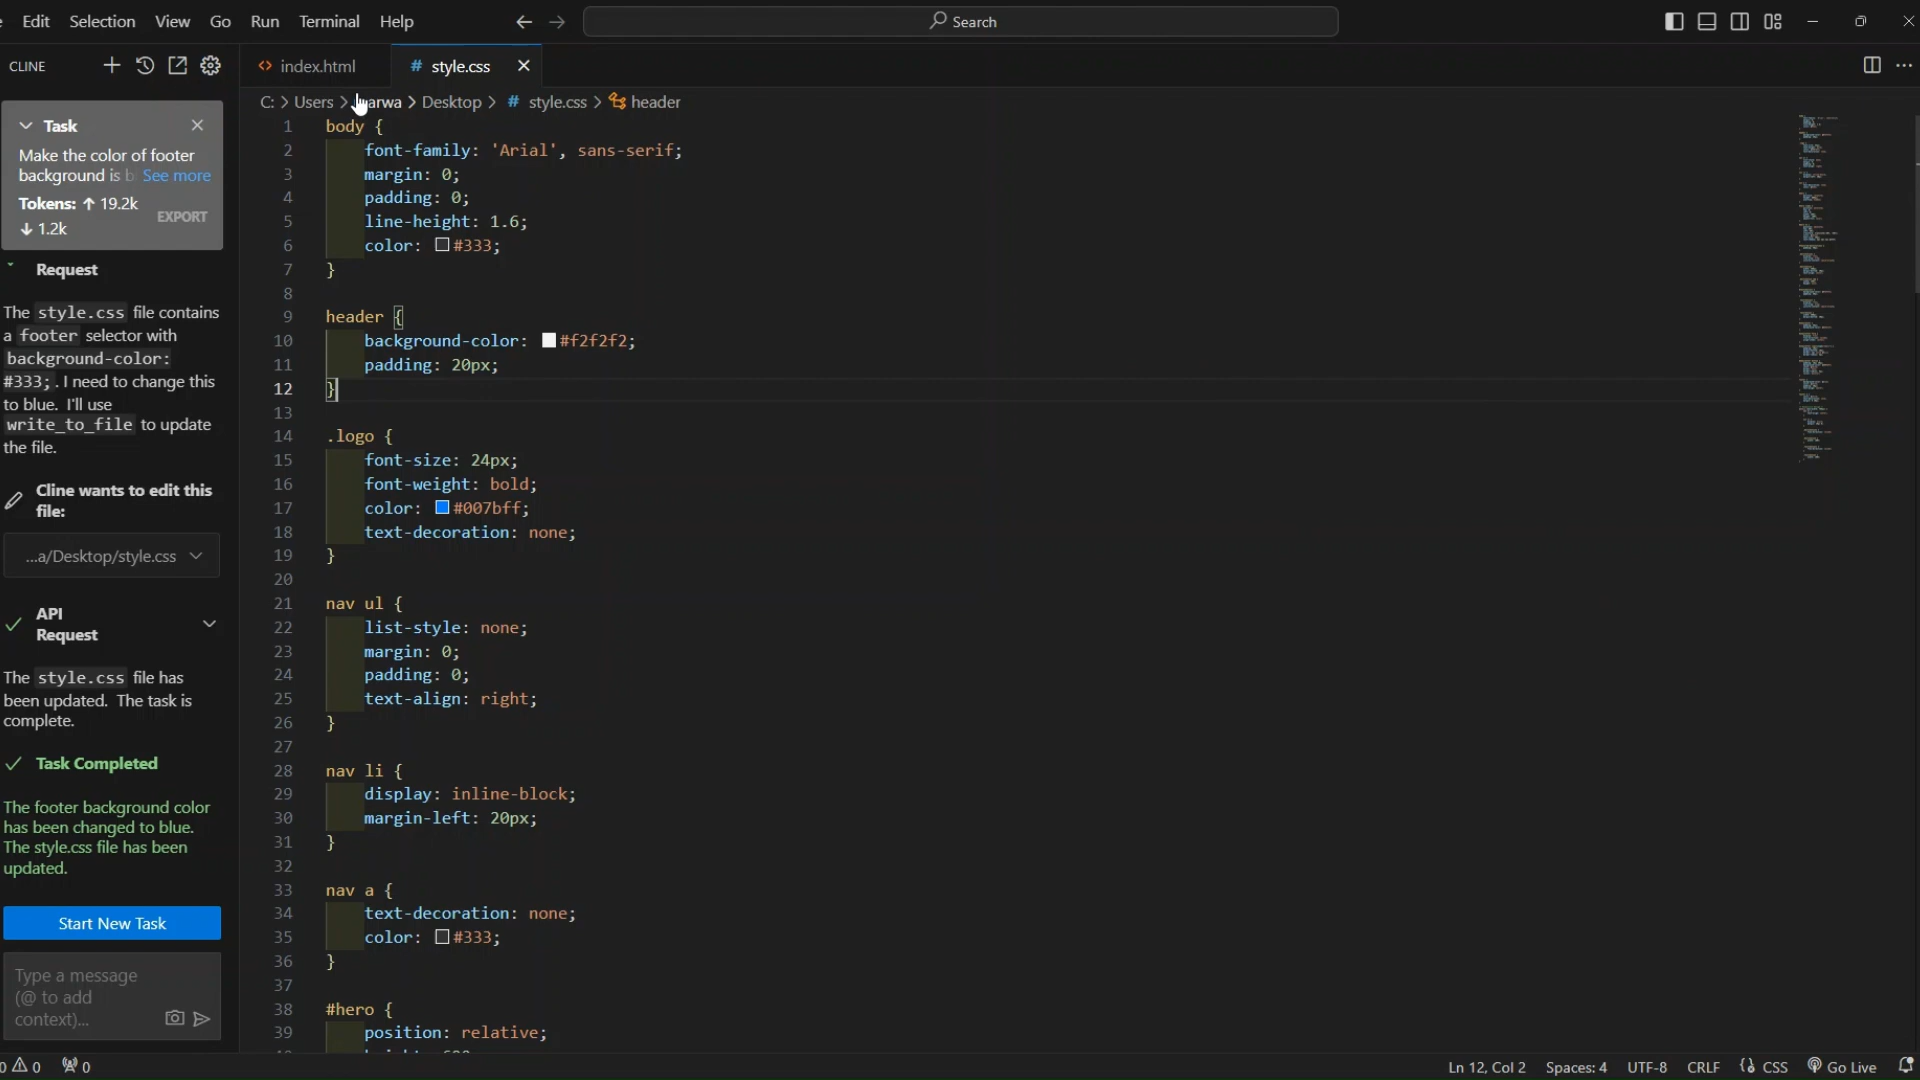 Edit Selection View Go Run Terminal Help
Search
CLINE
index.html
# style.css
C: > Users > arwa > Desktop > # style.css > header
Task
Make the color of footer
background is b See more
Tokens: ↑ 19.2k
↓ 1.2k
EXPORT
Request
The style.css file contains
a footer selector with
background-color:
#333;. I need to change this
to blue. I'll use
write_to_file to update
the file.
Cline wants to edit this
file:
...a/Desktop/style.css
API
Request
The style.css file has
been updated. The task is
complete.
Task Completed
The footer background color
has been changed to blue.
The style.css file has been
updated.
Start New Task
Type a message
(@ to add
context)...
1 body {
2 font-family: 'Arial', sans-serif;
3 margin: 0;
4 padding: 0;
5 line-height: 1.6;
6 color: #333;
7 }
8
9 header {
10 background-color: #f2f2f2;
11 padding: 20px;
12 }
13
14 .logo {
15 font-size: 24px;
16 font-weight: bold;
17 color: #007bff;
18 text-decoration: none;
19 }
20
21 nav ul {
22 list-style: none;
23 margin: 0;
24 padding: 0;
25 text-align: right;
26 }
27
28 nav li {
29 display: inline-block;
30 margin-left: 20px;
31 }
32
33 nav a {
34 text-decoration: none;
35 color: #333;
36 }
37
38 #hero {
39 position: relative;
0 0 0
Ln 12, Col 2 Spaces: 4 UTF-8 CRLF {} CSS Go Live